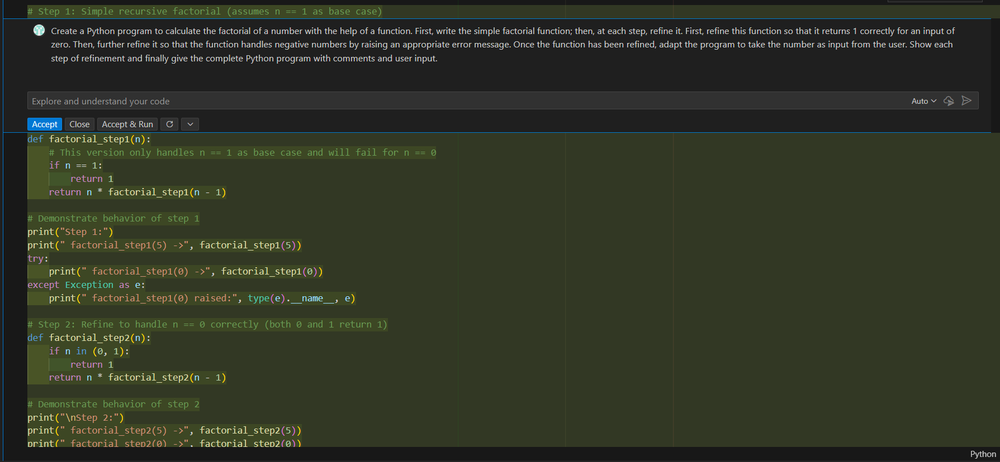 # Step 1: Simple recursive factorial (assumes n == 1 as base case)
Create a Python program to calculate the factorial of a number with the help of a function. First, write the simple factorial function; then, at each step, refine it. First, refine this function so that it returns 1 correctly for an input of
zero. Then, further refine it so that the function handles negative numbers by raising an appropriate error message. Once the function has been refined, adapt the program to take the number as input from the user. Show each
step of refinement and finally give the complete Python program with comments and user input.
Explore and understand your code
Auto
Accept Close Accept & Run
def factorial_step1(n):
    # This version only handles n == 1 as base case and will fail for n == 0
    if n == 1:
        return 1
    return n * factorial_step1(n - 1)
# Demonstrate behavior of step 1
print("Step 1:")
print(" factorial_step1(5) ->", factorial_step1(5))
try:
    print(" factorial_step1(0) ->", factorial_step1(0))
except Exception as e:
    print(" factorial_step1(0) raised:", type(e).__name__, e)
# Step 2: Refine to handle n == 0 correctly (both 0 and 1 return 1)
def factorial_step2(n):
    if n in (0, 1):
        return 1
    return n * factorial_step2(n - 1)
# Demonstrate behavior of step 2
print("\nStep 2:")
print(" factorial_step2(5) ->", factorial_step2(5))
print(" factorial_step2(0) ->", factorial_step2(0))
Python